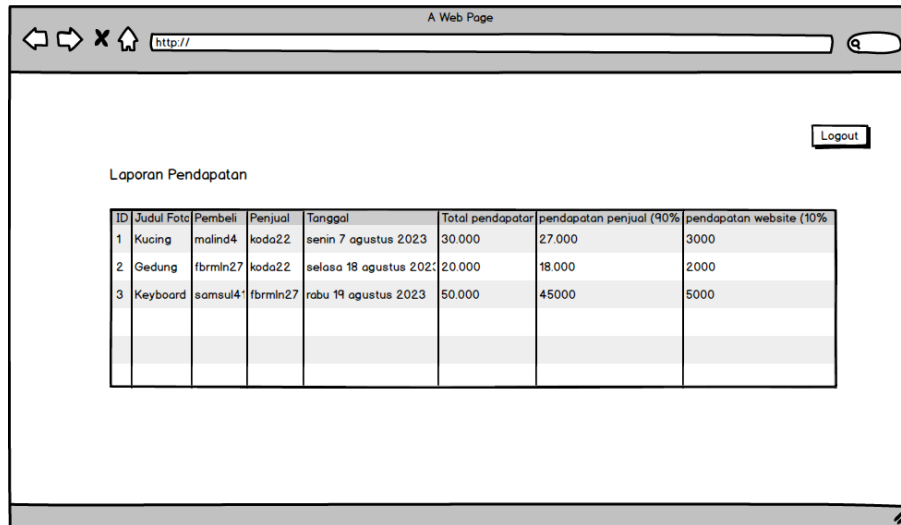 A Web Page
http://
Logout
Laporan Pendapatan
ID Judul Foto Pembeli Penjual Tanggal Total pendapatan pendapatan penjual (90% pendapatan website (10%
1 Kucing malind4 koda22 senin 7 agustus 2023 30.000 27.000 3000
2 Gedung fbrmln27 koda22 selasa 18 agustus 2023 20.000 18.000 2000
3 Keyboard samsul41 fbrmln27 rabu 19 agustus 2023 50.000 45000 5000